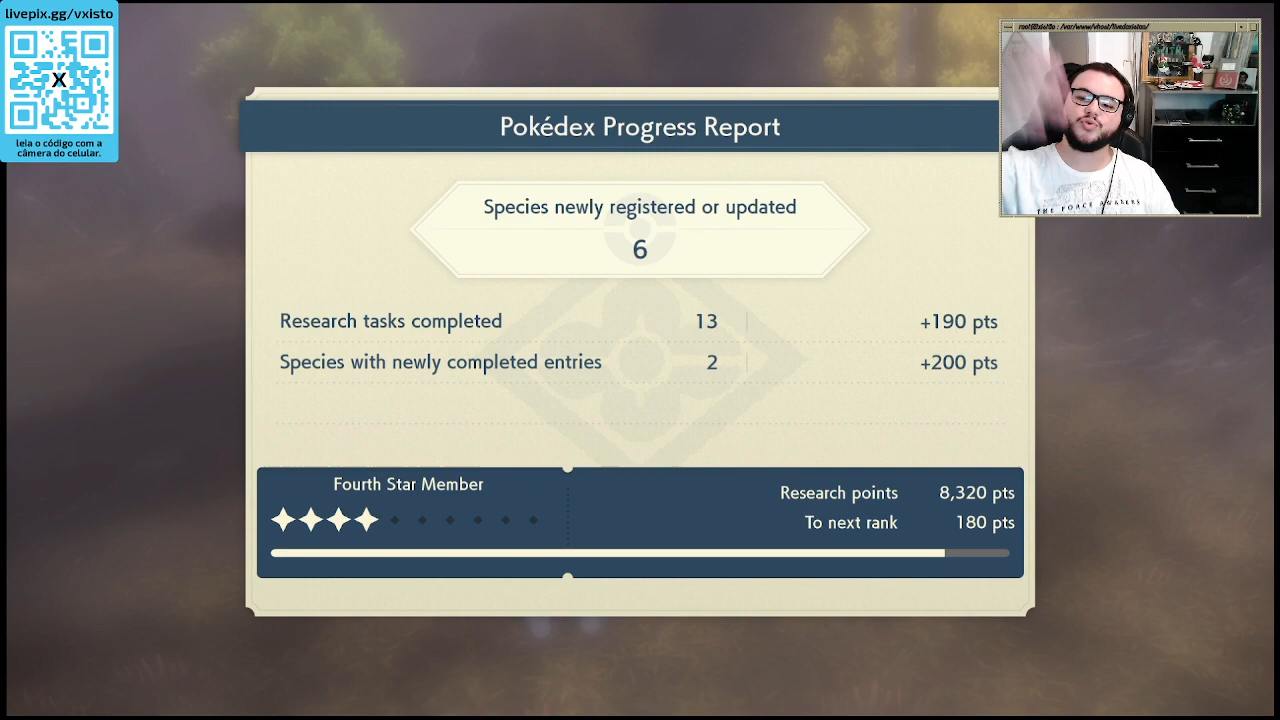 livepix.gg/vxisto
X
leia o código com a
câmera do celular.
Pokédex Progress Report
Species newly registered or updated
6
Research tasks completed 13 +190 pts
Species with newly completed entries 2 +200 pts
Fourth Star Member
Research points 8,320 pts
To next rank 180 pts
THE FORCE AWAKENS